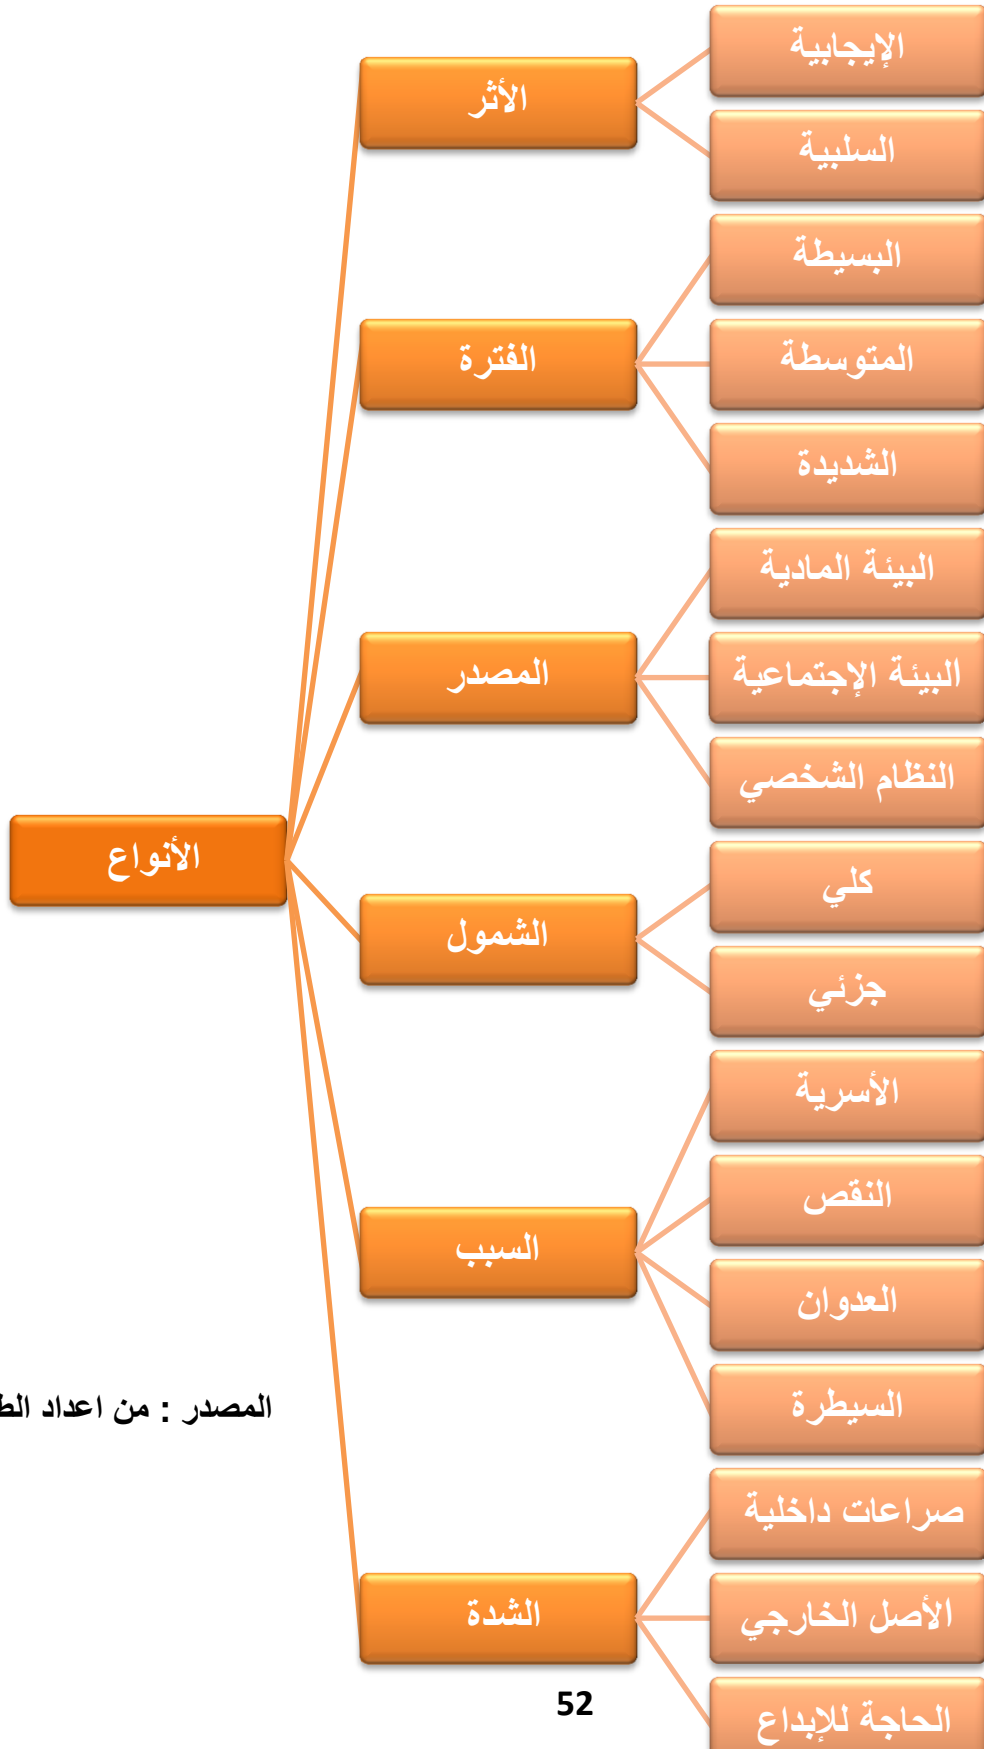 الأنواع
الأثر
الإيجابية
السلبية
الفترة
البسيطة
المتوسطة
الشديدة
المصدر
البيئة المادية
البيئة الإجتماعية
النظام الشخصي
الشمول
كلي
جزئي
السبب
الأسرية
النقص
العدوان
السيطرة
الشدة
صراعات داخلية
الأصل الخارجي
الحاجة للإبداع
المصدر : من اعداد
52